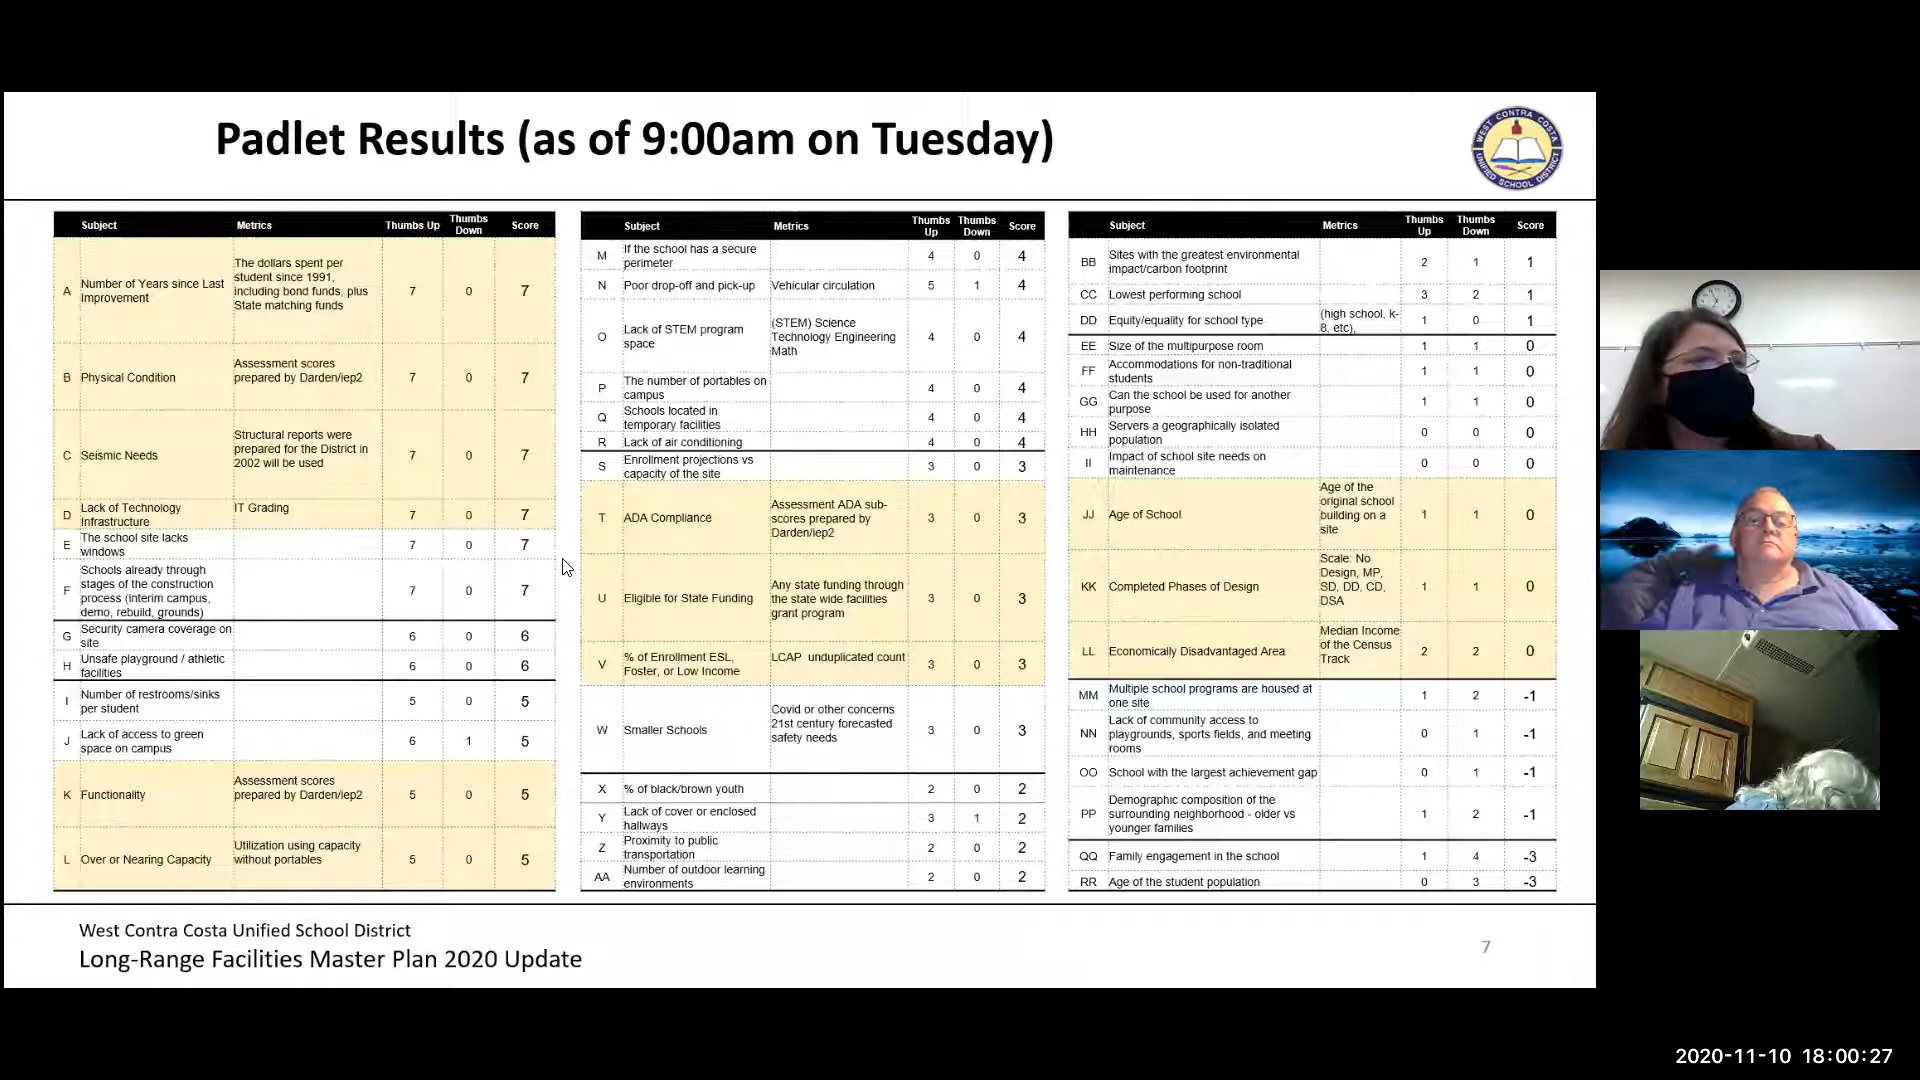 Padlet Results (as of 9:00am on Tuesday)
WEST CONTRA COSTA
UNIFIED SCHOOL DISTRICT
Subject Metrics Thumbs Up Thumbs Down Score
A Number of Years since Last Improvement The dollars spent per student since 1991, including bond funds, plus State matching funds 7 0 7
B Physical Condition Assessment scores prepared by Darden/iep2 7 0 7
C Seismic Needs Structural reports were prepared for the District in 2002 will be used 7 0 7
D Lack of Technology Infrastructure IT Grading 7 0 7
E The school site lacks windows 7 0 7
F Schools already through stages of the construction process (interim campus, demo, rebuild, grounds) 7 0 7
G Security camera coverage on site 6 0 6
H Unsafe playground / athletic facilities 6 0 6
I Number of restrooms/sinks per student 5 0 5
J Lack of access to green space on campus 6 1 5
K Functionality Assessment scores prepared by Darden/iep2 5 0 5
L Over or Nearing Capacity Utilization using capacity without portables 5 0 5
Subject Metrics Thumbs Up Thumbs Down Score
M If the school has a secure perimeter 4 0 4
N Poor drop-off and pick-up Vehicular circulation 5 1 4
O Lack of STEM program space (STEM) Science Technology Engineering Math 4 0 4
P The number of portables on campus 4 0 4
Q Schools located in temporary facilities 4 0 4
R Lack of air conditioning 4 0 4
S Enrollment projections vs capacity of the site 3 0 3
T ADA Compliance Assessment ADA sub-scores prepared by Darden/iep2 3 0 3
U Eligible for State Funding Any state funding through the state wide facilities grant program 3 0 3
V % of Enrollment ESL, Foster, or Low Income LCAP unduplicated count 3 0 3
W Smaller Schools Covid or other concerns 21st century forecasted safety needs 3 0 3
X % of black/brown youth 2 0 2
Y Lack of cover or enclosed hallways 3 1 2
Z Proximity to public transportation 2 0 2
AA Number of outdoor learning environments 2 0 2
Subject Metrics Thumbs Up Thumbs Down Score
BB Sites with the greatest environmental impact/carbon footprint 2 1 1
CC Lowest performing school 3 2 1
DD Equity/equality for school type (high school, k-8, etc), 1 0 1
EE Size of the multipurpose room 1 1 0
FF Accommodations for non-traditional students 1 1 0
GG Can the school be used for another purpose 1 1 0
HH Servers a geographically isolated population 0 0 0
II Impact of school site needs on maintenance 0 0 0
JJ Age of School Age of the original school building on a site 1 1 0
KK Completed Phases of Design Scale: No Design, MP, SD, DD, CD, DSA 1 1 0
LL Economically Disadvantaged Area Median Income of the Census Track 2 2 0
MM Multiple school programs are housed at one site 1 2 -1
NN Lack of community access to playgrounds, sports fields, and meeting rooms 0 1 -1
OO School with the largest achievement gap 0 1 -1
PP Demographic composition of the surrounding neighborhood - older vs younger families 1 2 -1
QQ Family engagement in the school 1 4 -3
RR Age of the student population 0 3 -3
West Contra Costa Unified School District
Long-Range Facilities Master Plan 2020 Update
7
2020-11-10 18:00:27